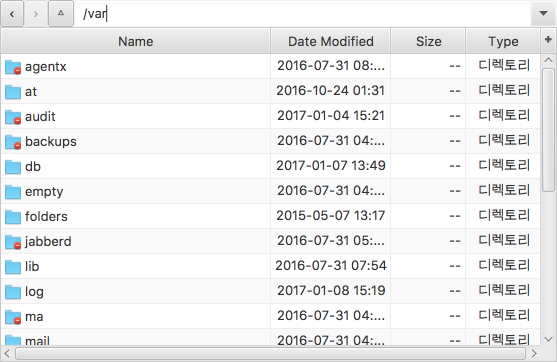 /var
Name Date Modified Size Type +
agentx 2016-07-31 08:... -- 디렉토리
at 2016-10-24 01:31 -- 디렉토리
audit 2017-01-04 15:21 -- 디렉토리
backups 2016-07-31 04:... -- 디렉토리
db 2017-01-07 13:49 -- 디렉토리
empty 2016-07-31 04:... -- 디렉토리
folders 2015-05-07 13:17 -- 디렉토리
jabberd 2016-07-31 05:... -- 디렉토리
lib 2016-07-31 07:54 -- 디렉토리
log 2017-01-08 15:19 -- 디렉토리
ma 2016-07-31 04:... -- 디렉토리
mail 2016-07-31 04:... -- 디렉토리